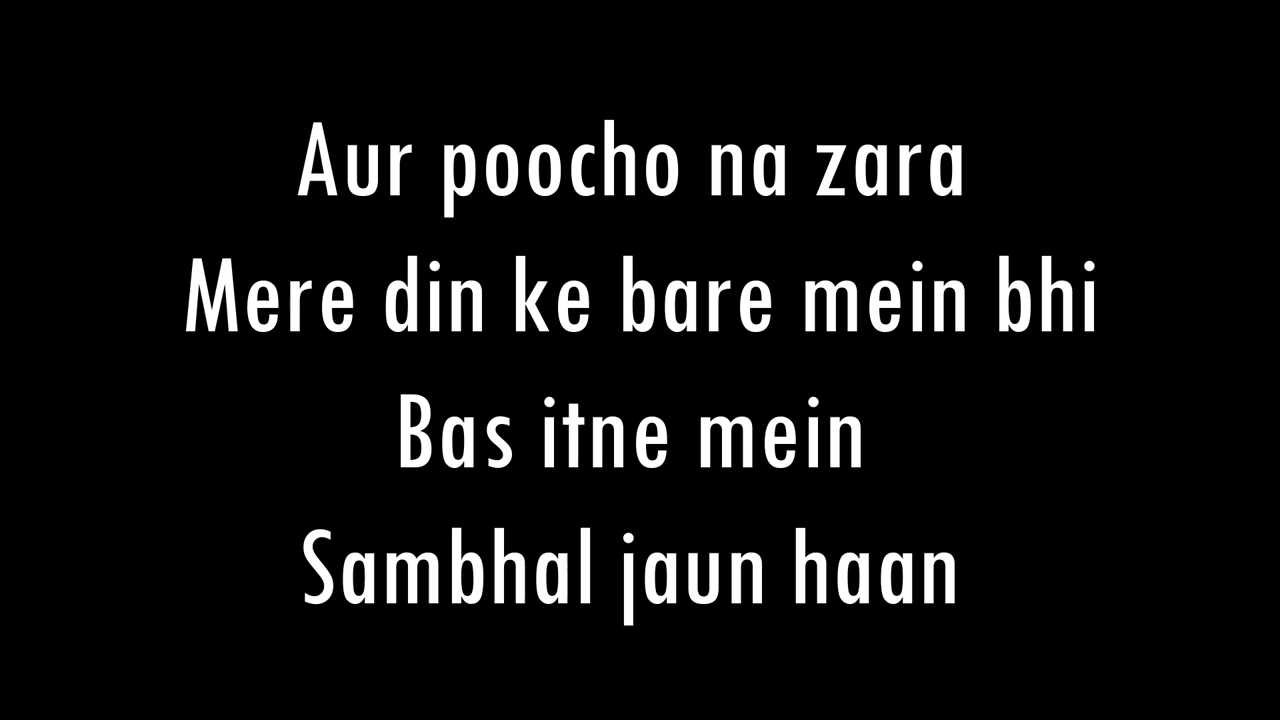 Aur poocho na zara
Mere din ke bare mein bhi
Bas itne mein
Sambhal jaun haan